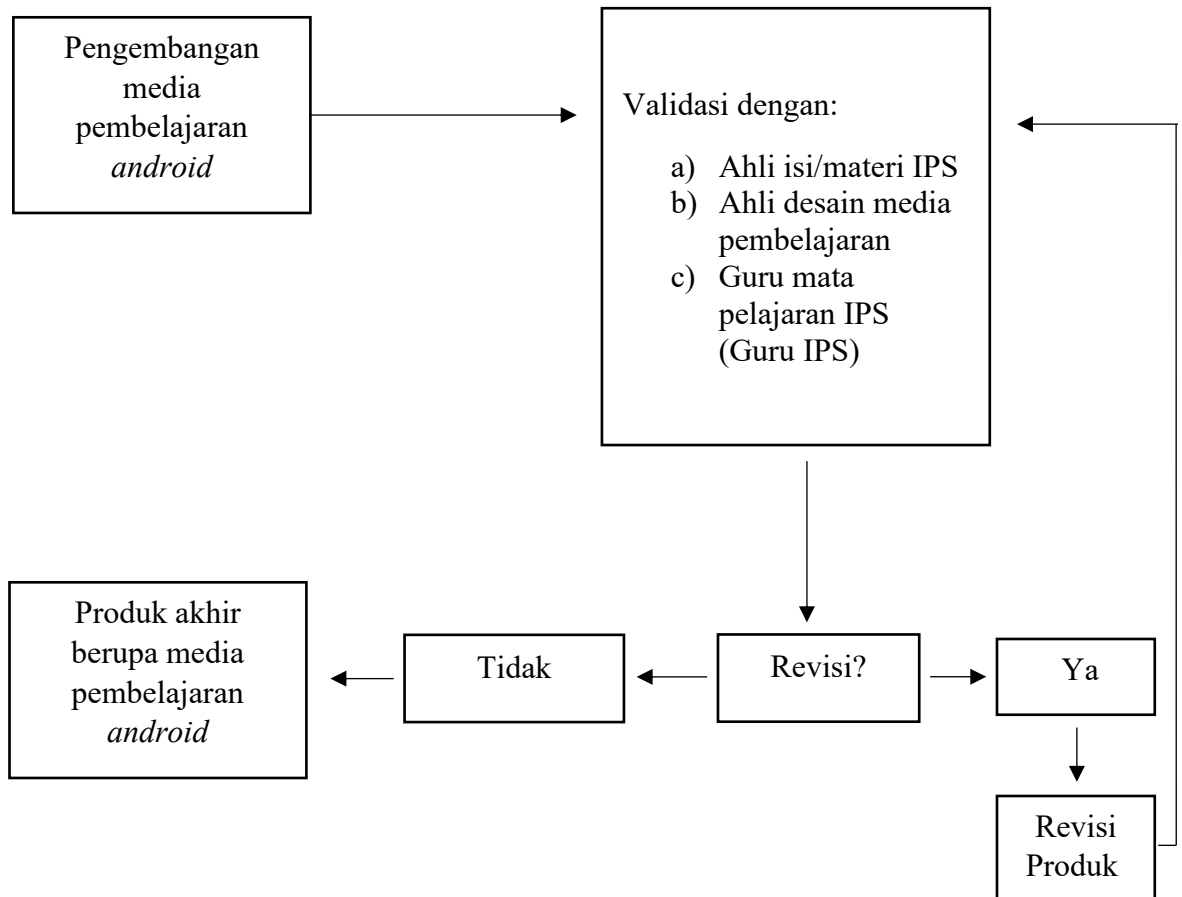 Pengembangan
media
pembelajaran
android
Validasi dengan:
a) Ahli isi/materi IPS
b) Ahli desain media
pembelajaran
c) Guru mata
pelajaran IPS
(Guru IPS)
Produk akhir
berupa media
pembelajaran
android
Tidak
Revisi?
Ya
Revisi
Produk